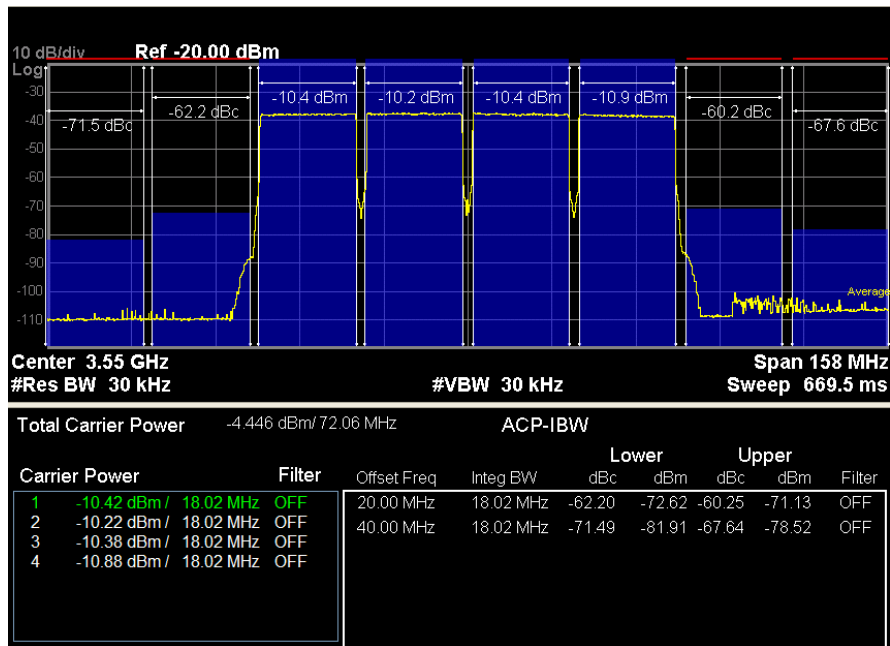 10 dB/div Ref -20.00 dBm
Log
-30
-40
-50
-60
-70
-80
-90
-100
-110
-71.5 dBc
-62.2 dBc
-10.4 dBm
-10.2 dBm
-10.4 dBm
-10.9 dBm
-60.2 dBc
-67.6 dBc
Average
Center 3.55 GHz Span 158 MHz
#Res BW 30 kHz #VBW 30 kHz Sweep 669.5 ms
Total Carrier Power -4.446 dBm/ 72.06 MHz ACP-IBW
Lower Upper
Carrier Power Filter Offset Freq Integ BW dBc dBm dBc dBm Filter
1 -10.42 dBm / 18.02 MHz OFF 20.00 MHz 18.02 MHz -62.20 -72.62 -60.25 -71.13 OFF
2 -10.22 dBm / 18.02 MHz OFF 40.00 MHz 18.02 MHz -71.49 -81.91 -67.64 -78.52 OFF
3 -10.38 dBm / 18.02 MHz OFF
4 -10.88 dBm / 18.02 MHz OFF